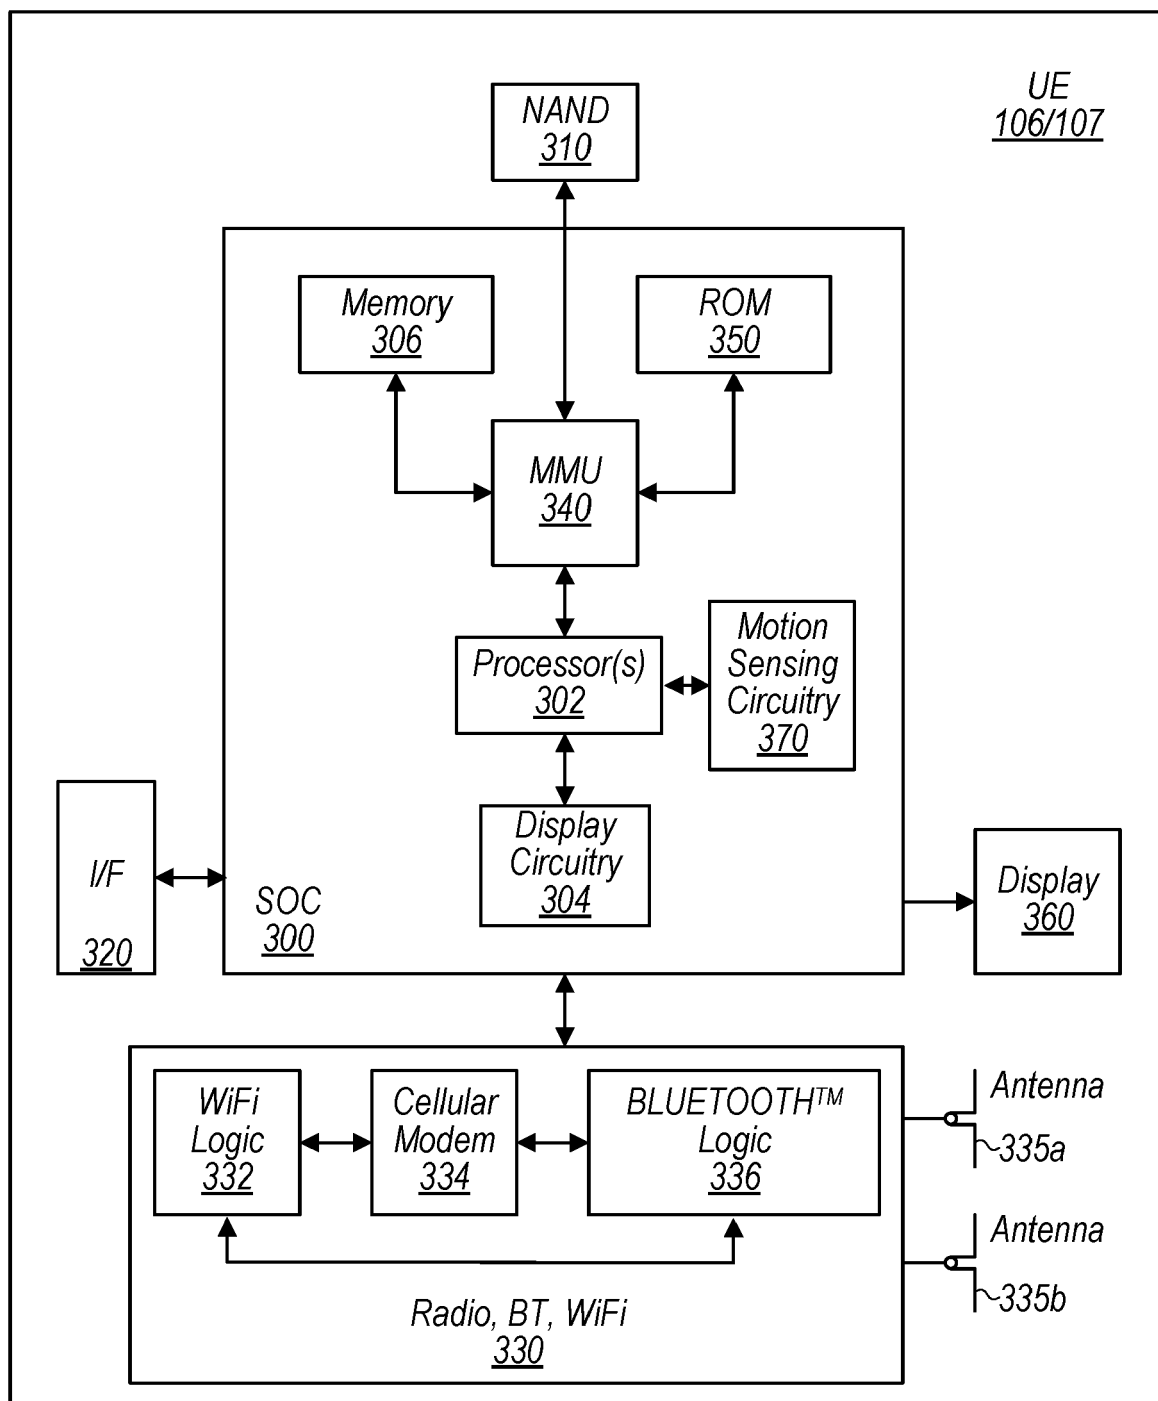 UE
106/107
NAND
310
Memory
306
ROM
350
MMU
340
Processor(s)
302
Motion
Sensing
Circuitry
370
Display
Circuitry
304
I/F
320
SOC
300
Display
360
WiFi
Logic
332
Cellular
Modem
334
BLUETOOTH™
Logic
336
Antenna
335a
Antenna
335b
Radio, BT, WiFi
330